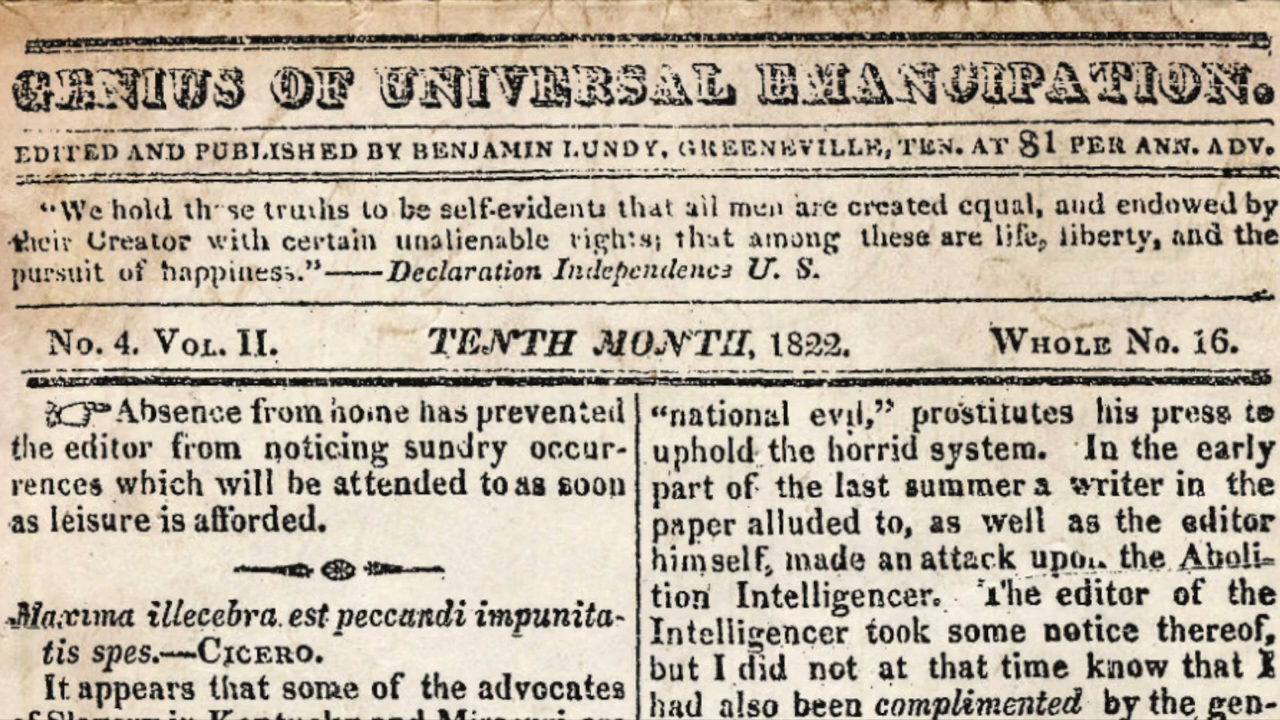 GENIUS OF UNIVERSAL EMANCIPATION.
EDITED AND PUBLISHED BY BENJAMIN LUNDY, GREENEVILLE, TEN. AT $1 PER ANN. ADV.
"We hold these truths to be self-evident: that all men are created equal, and endowed by
their Creator with certain unalienable rights; that among these are life, liberty, and the
pursuit of happiness."——Declaration Independence U. S.
No. 4. Vol. II. TENTH MONTH, 1822. Whole No. 16.
☞Absence from home has prevented
the editor from noticing sundry occur-
rences which will be attended to as soon
as leisure is afforded.
Maxima illecebra est peccandi impunita-
tis spes.—CICERO.
It appears that some of the advocates
of Slavery in Kentucky and Missouri are
"national evil," prostitutes his press to
uphold the horrid system. In the early
part of the last summer a writer in the
paper alluded to, as well as the editor
himself, made an attack upon the Aboli-
tion Intelligencer. The editor of the
Intelligencer took some notice thereof,
but I did not at that time know that I
had also been complimented by the gen-